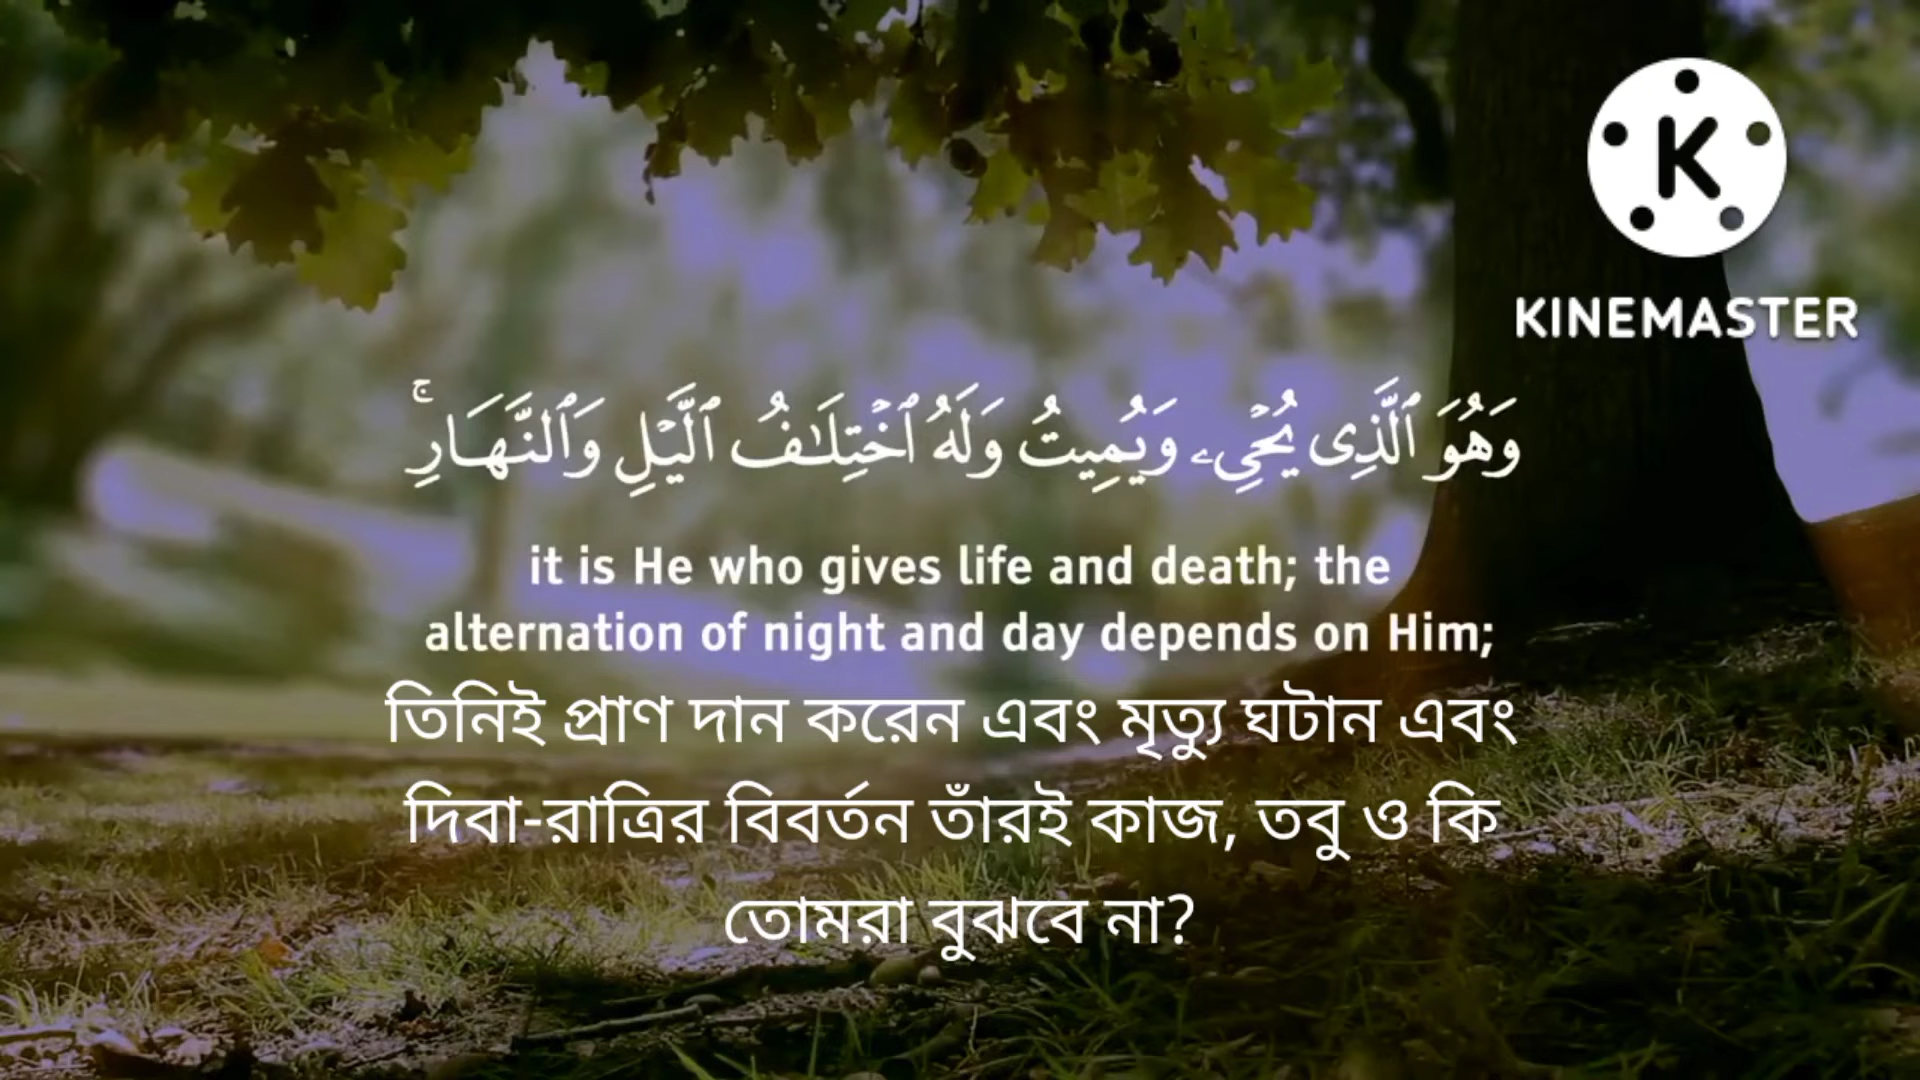 KINEMASTER
وَهُوَ ٱلَّذِى يُحْىِۦ وَيُمِيتُ وَلَهُ ٱخْتِلَـٰفُ ٱلَّيْلِ وَٱلنَّهَارِ ۚ
it is He who gives life and death; the
alternation of night and day depends on Him;
তিনিই প্রাণ দান করেন এবং মৃত্যু ঘটান এবং
দিবা-রাত্রির বিবর্তন তাঁরই কাজ, তবু ও কি
তোমরা বুঝবে না?